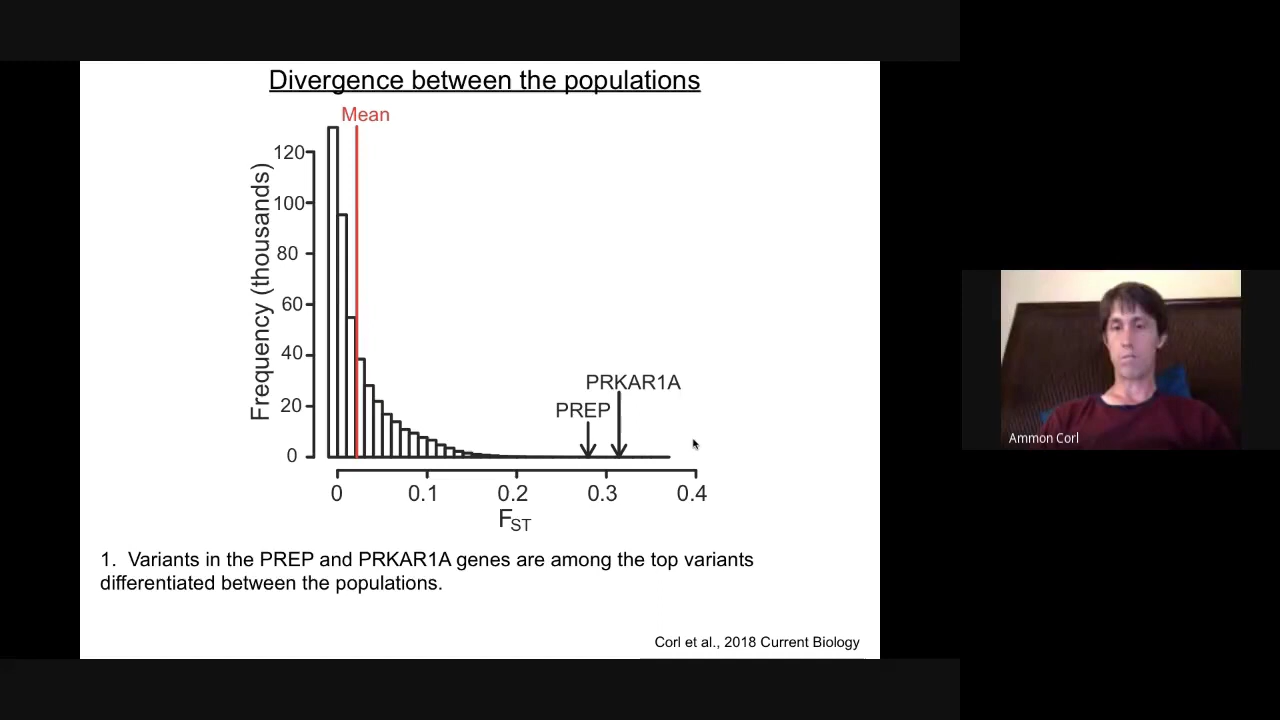 Divergence between the populations
Mean
120
100
80
60
40
20
0
Frequency (thousands)
PRKAR1A
PREP
0 0.1 0.2 0.3 0.4
FST
1. Variants in the PREP and PRKAR1A genes are among the top variants
differentiated between the populations.
Corl et al., 2018 Current Biology
Ammon Corl